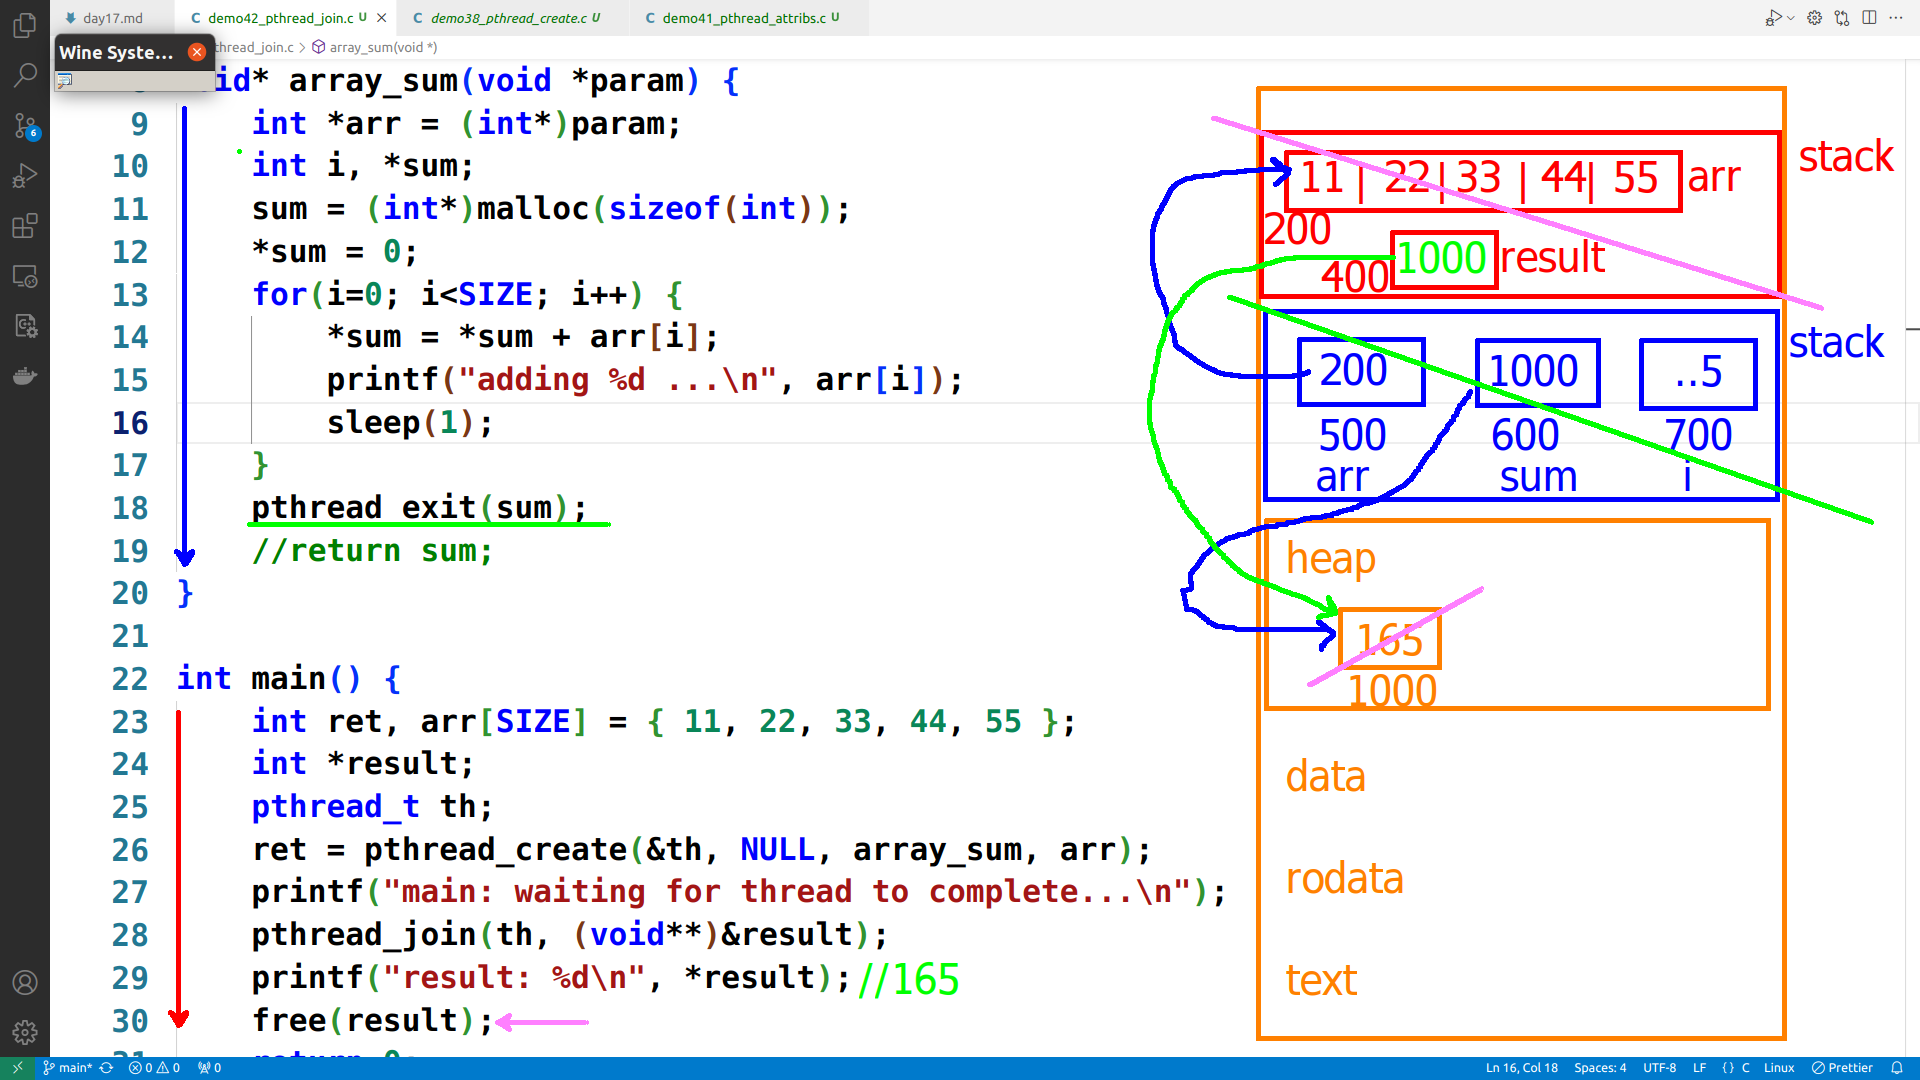 day17.md
C demo42_pthread_join.c U
C demo38_pthread_create.c U
C demo41_pthread_attribs.c U
Wine Syste...
thread_join.c > array_sum(void *)
id* array_sum(void *param) {
9 int *arr = (int*)param;
10 int i, *sum;
11 sum = (int*)malloc(sizeof(int));
12 *sum = 0;
13 for(i=0; i<SIZE; i++) {
14 *sum = *sum + arr[i];
15 printf("adding %d ...\n", arr[i]);
16 sleep(1);
17 }
18 pthread_exit(sum);
19 //return sum;
20 }
21
22 int main() {
23 int ret, arr[SIZE] = { 11, 22, 33, 44, 55 };
24 int *result;
25 pthread_t th;
26 ret = pthread_create(&th, NULL, array_sum, arr);
27 printf("main: waiting for thread to complete...\n");
28 pthread_join(th, (void**)&result);
29 printf("result: %d\n", *result); //165
30 free(result);
6
stack
11 | 22 | 33 | 44 | 55 arr
200
400 1000 result
stack
200 1000 ..5
500 600 700
arr sum i
heap
165
1000
data
rodata
text
main* 0 0 0
Ln 16, Col 18 Spaces: 4 UTF-8 LF {} C Linux Prettier